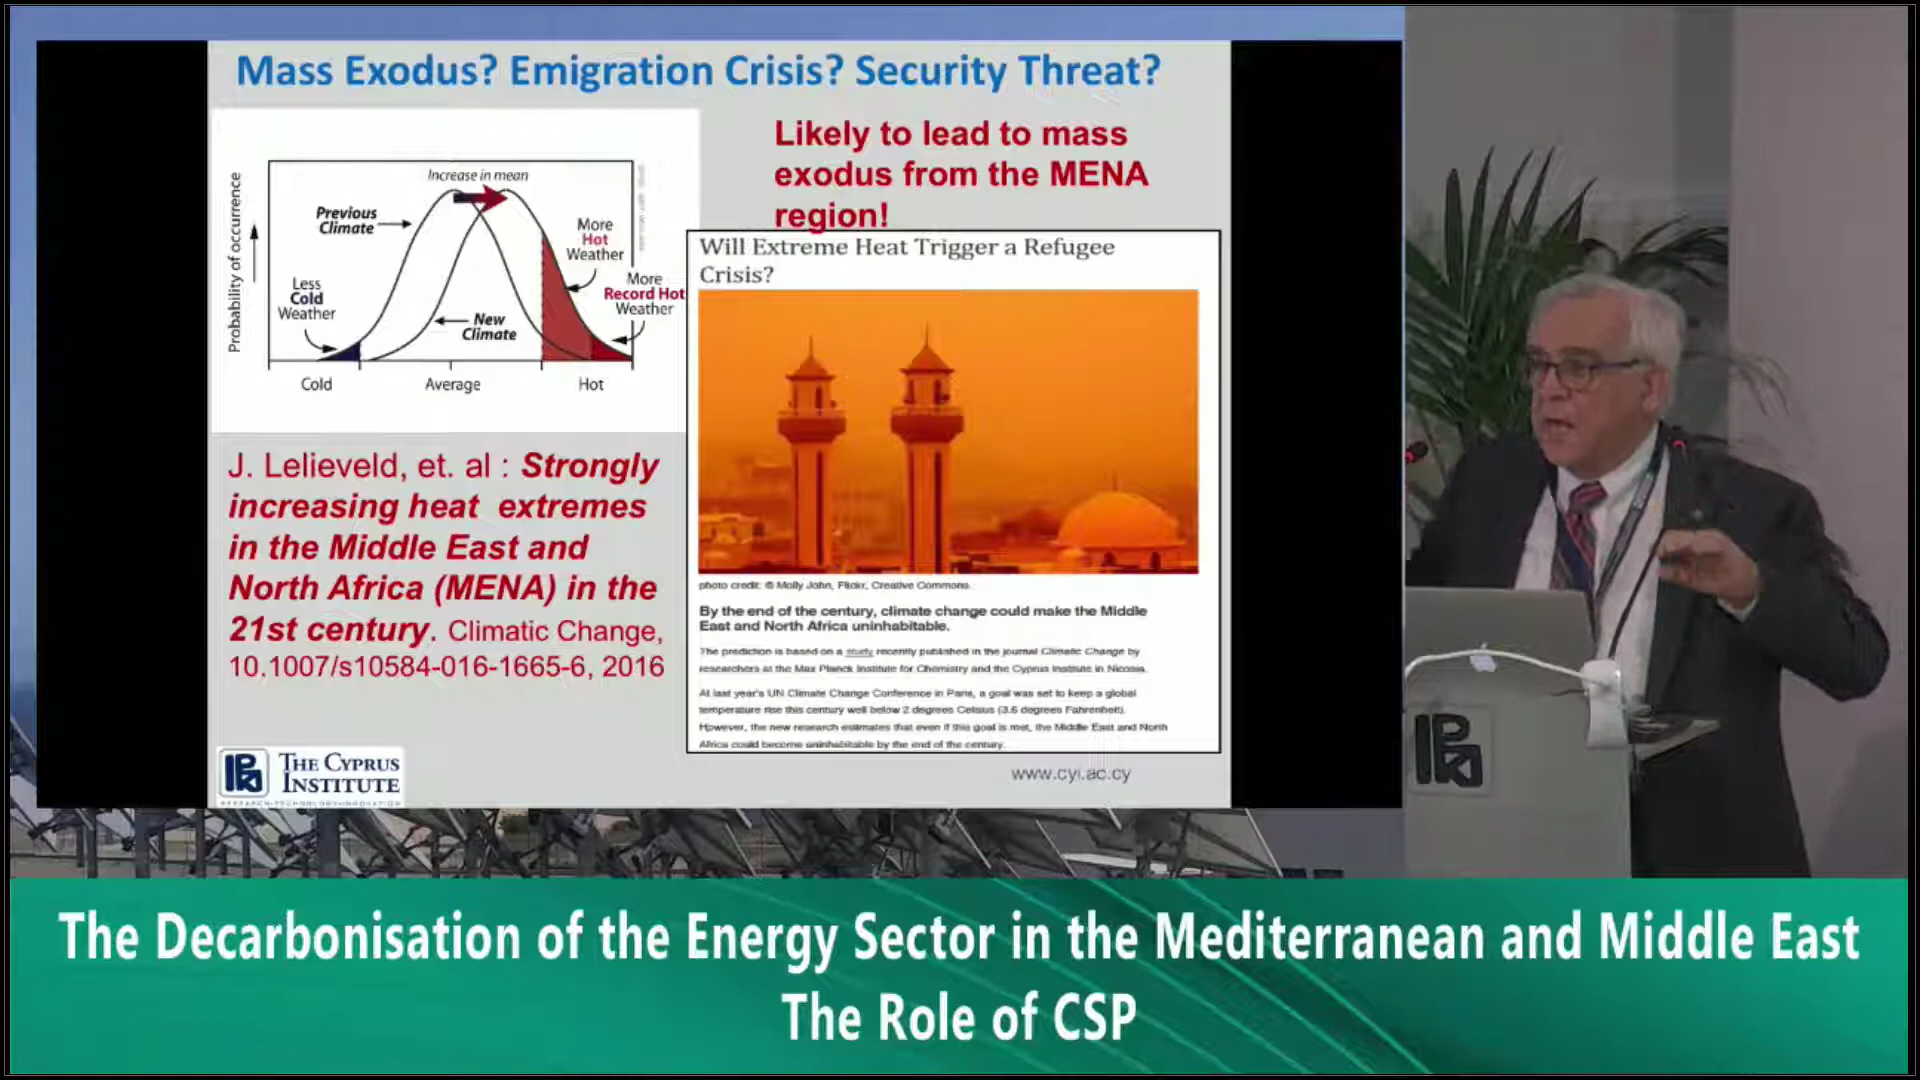 Mass Exodus? Emigration Crisis? Security Threat?
Likely to lead to mass
exodus from the MENA
region!
Probability of occurrence
Increase in mean
Previous
Climate
More
Hot
Weather
Less
Cold
Weather
More
Record Hot
Weather
New
Climate
Cold
Average
Hot
J. Lelieveld, et. al : Strongly
increasing heat extremes
in the Middle East and
North Africa (MENA) in the
21st century. Climatic Change,
10.1007/s10584-016-1665-6, 2016
Will Extreme Heat Trigger a Refugee
Crisis?
photo credit: © Molly John, Flickr, Creative Commons.
By the end of the century, climate change could make the Middle
East and North Africa uninhabitable.
The prediction is based on a study recently published in the journal Climatic Change by
researchers at the Max Planck Institute for Chemistry and the Cyprus Institute in Nicosia.
At last year's UN Climate Change Conference in Paris, a goal was set to keep a global
temperature rise this century well below 2 degrees Celsius (3.6 degrees Fahrenheit).
However, the new research estimates that even if this goal is met, the Middle East and North
Africa could become uninhabitable by the end of the century.
THE CYPRUS
INSTITUTE
RESEARCH·TECHNOLOGY·INNOVATION
www.cyi.ac.cy
The Decarbonisation of the Energy Sector in the Mediterranean and Middle East
The Role of CSP